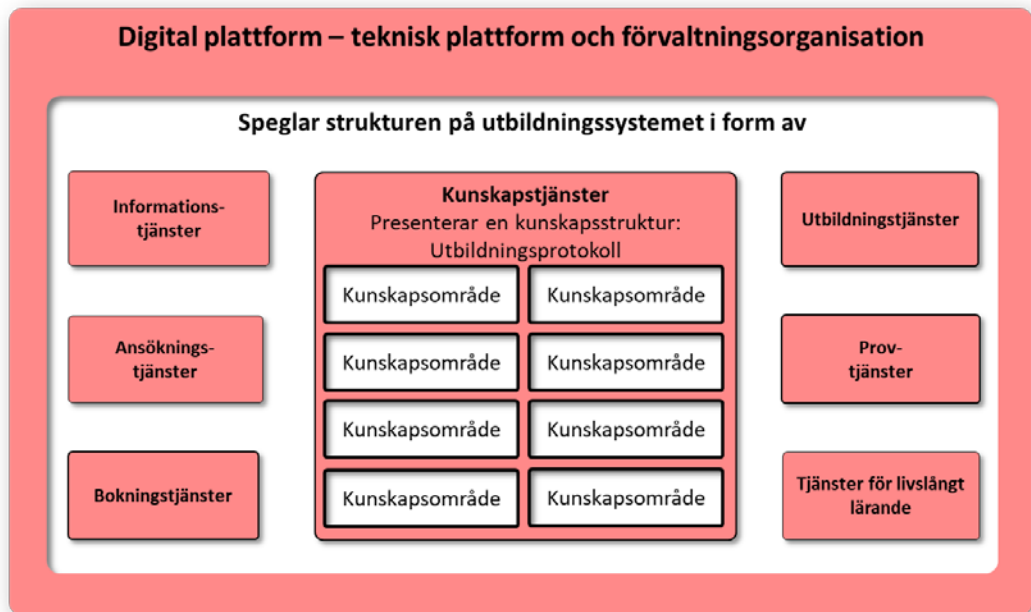 Digital plattform – teknisk plattform och förvaltningsorganisation
Speglar strukturen på utbildningssystemet i form av
Informations-
tjänster
Ansöknings-
tjänster
Bokningstjänster
Kunskapstjänster
Presenterar en kunskapsstruktur:
Utbildningsprotokoll
Kunskapsområde
Kunskapsområde
Kunskapsområde
Kunskapsområde
Kunskapsområde
Kunskapsområde
Kunskapsområde
Kunskapsområde
Utbildningstjänster
Prov-
tjänster
Tjänster för livslångt
lärande